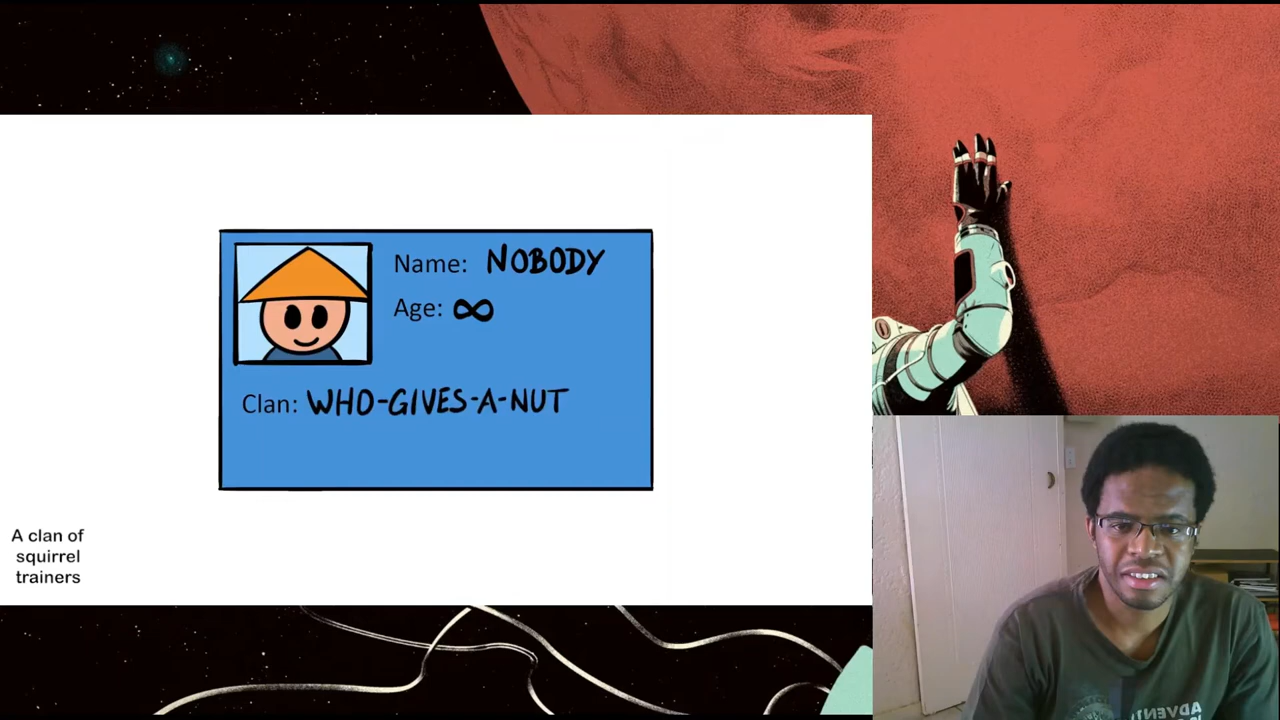 Name: NOBODY
Age: ∞
Clan: WHO-GIVES-A-NUT
A clan of
squirrel
trainers